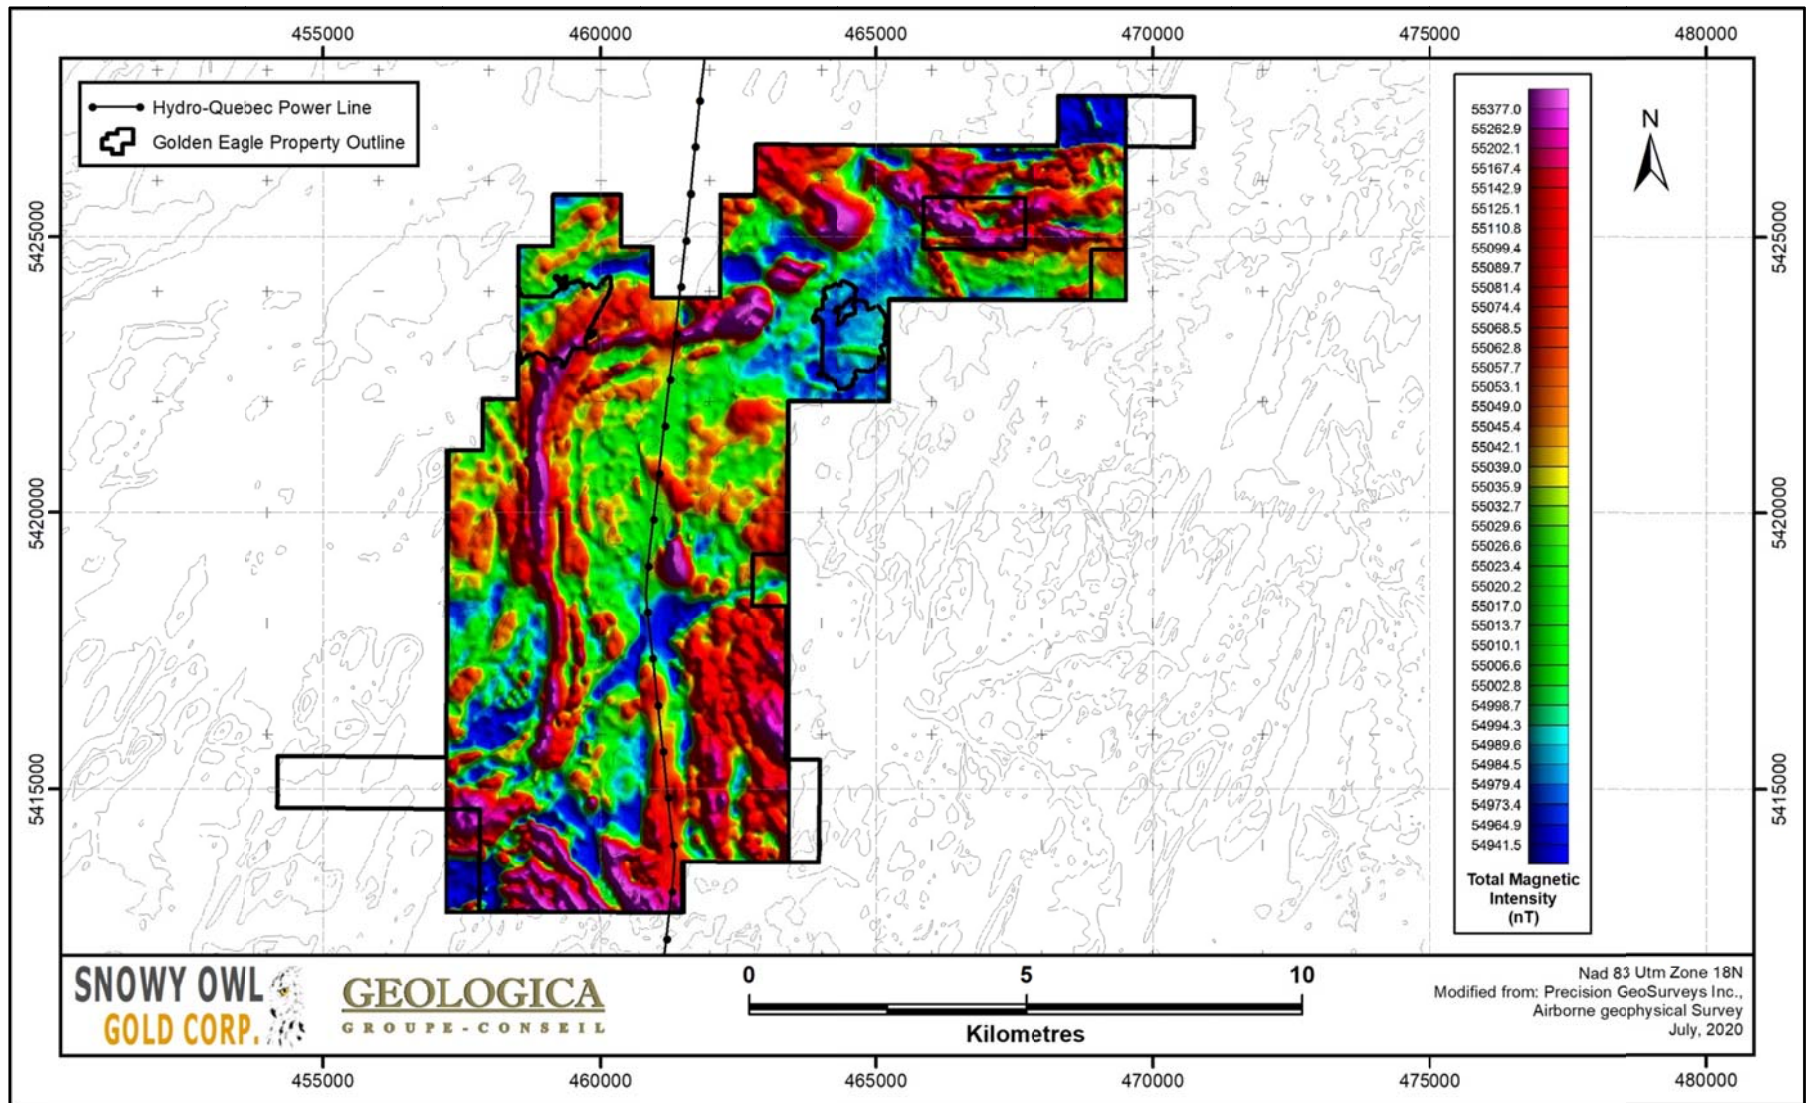 455000 460000 465000 470000 475000 480000
Hydro-Quebec Power Line
Golden Eagle Property Outline
N
5425000
5420000
5415000
5425000
5420000
5415000
55377.0
55262.9
55202.1
55167.4
55142.9
55125.1
55110.8
55099.4
55089.7
55081.4
55074.4
55068.5
55062.8
55057.7
55053.1
55049.0
55045.4
55042.1
55039.0
55035.9
55032.7
55029.6
55026.6
55023.4
55020.2
55017.0
55013.7
55010.1
55006.6
55002.8
54998.7
54994.3
54989.6
54984.5
54979.4
54973.4
54964.9
54941.5
Total Magnetic
Intensity
(nT)
SNOWY OWL
GOLD CORP.
GEOLOGICA
GROUPE-CONSEIL
0 5 10
Kilometres
Nad 83 Utm Zone 18N
Modified from: Precision GeoSurveys Inc.,
Airborne geophysical Survey
July, 2020
455000 460000 465000 470000 475000 480000